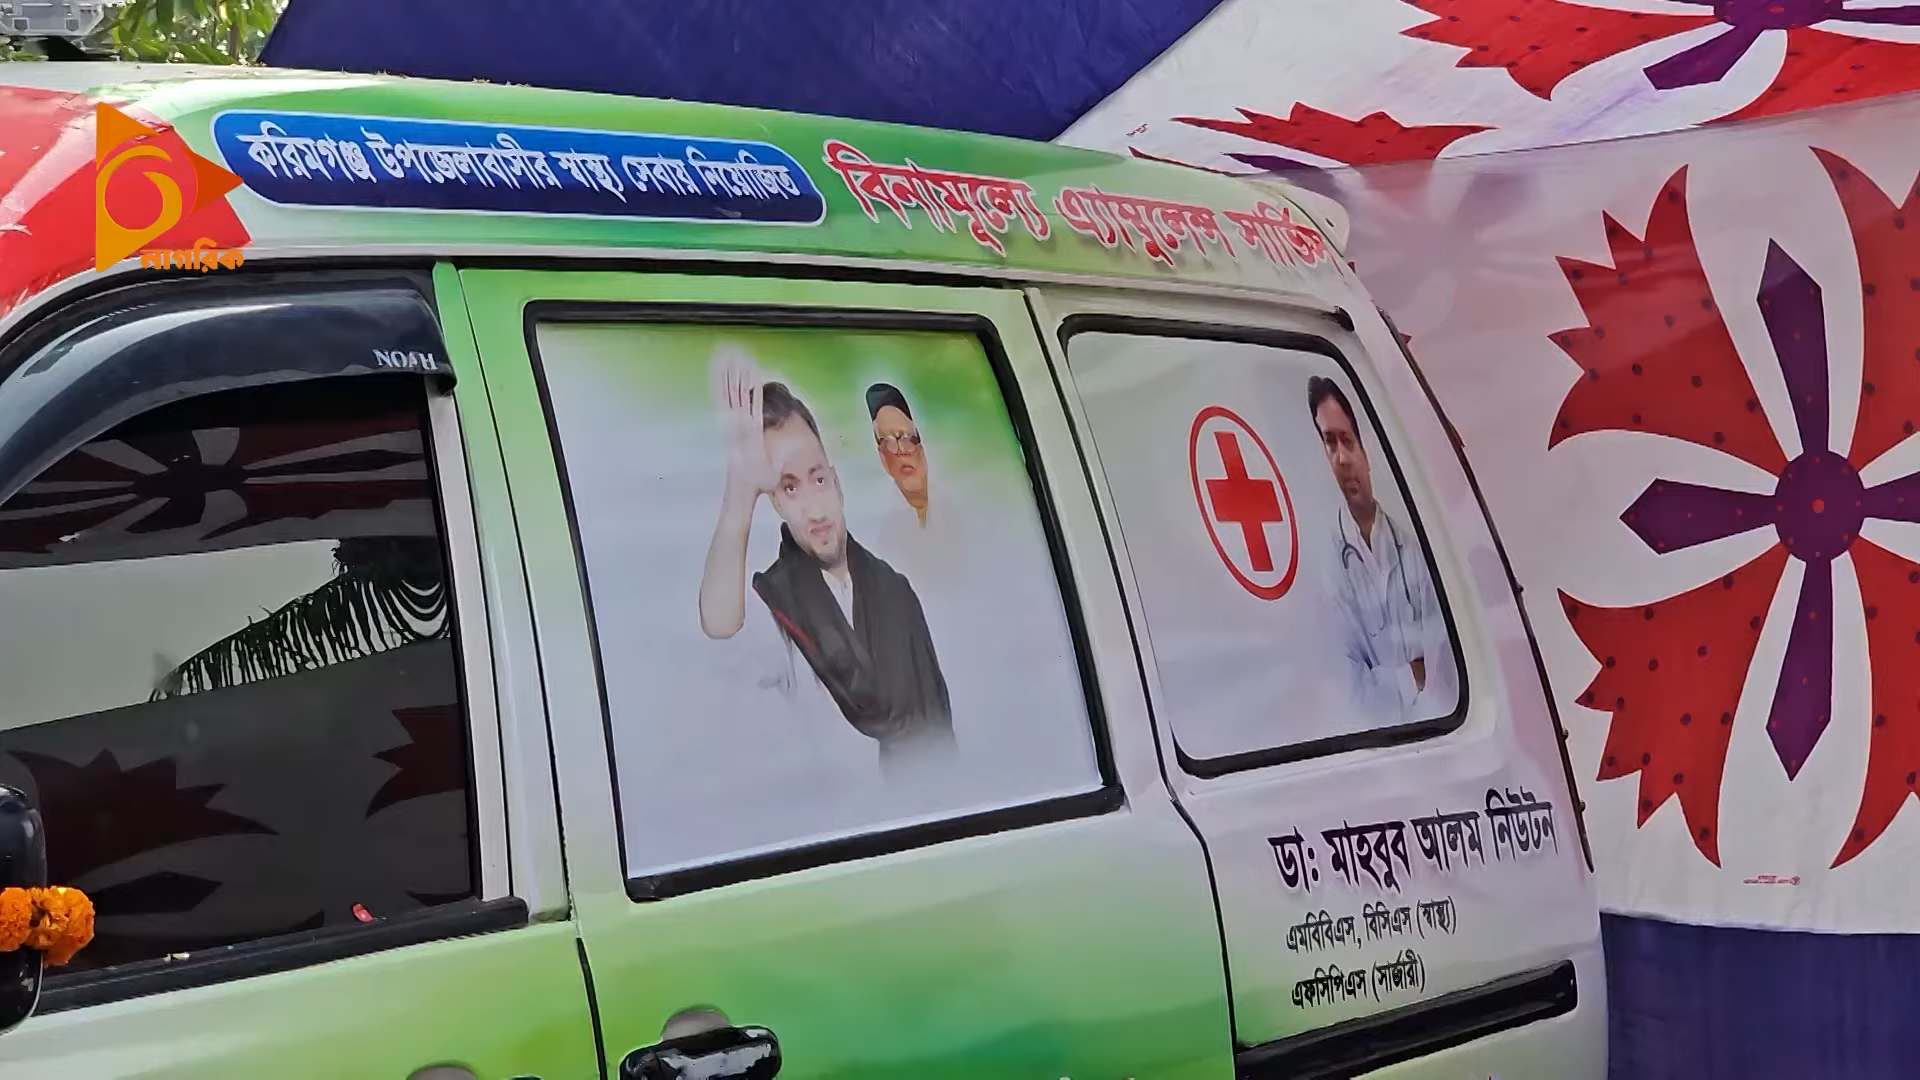 করিমগঞ্জ উপজেলাবাসীর স্বাস্থ্য সেবায় নিয়োজিত
বিনামূল্যে এ্যাম্বুলেন্স সার্ভিস
নাগরিক
NOAH
ডা: মাহবুব আলম নিউটন
এমবিবিএস, বিসিএস (স্বাস্থ্য)
এফসিপিএস (সার্জারী)